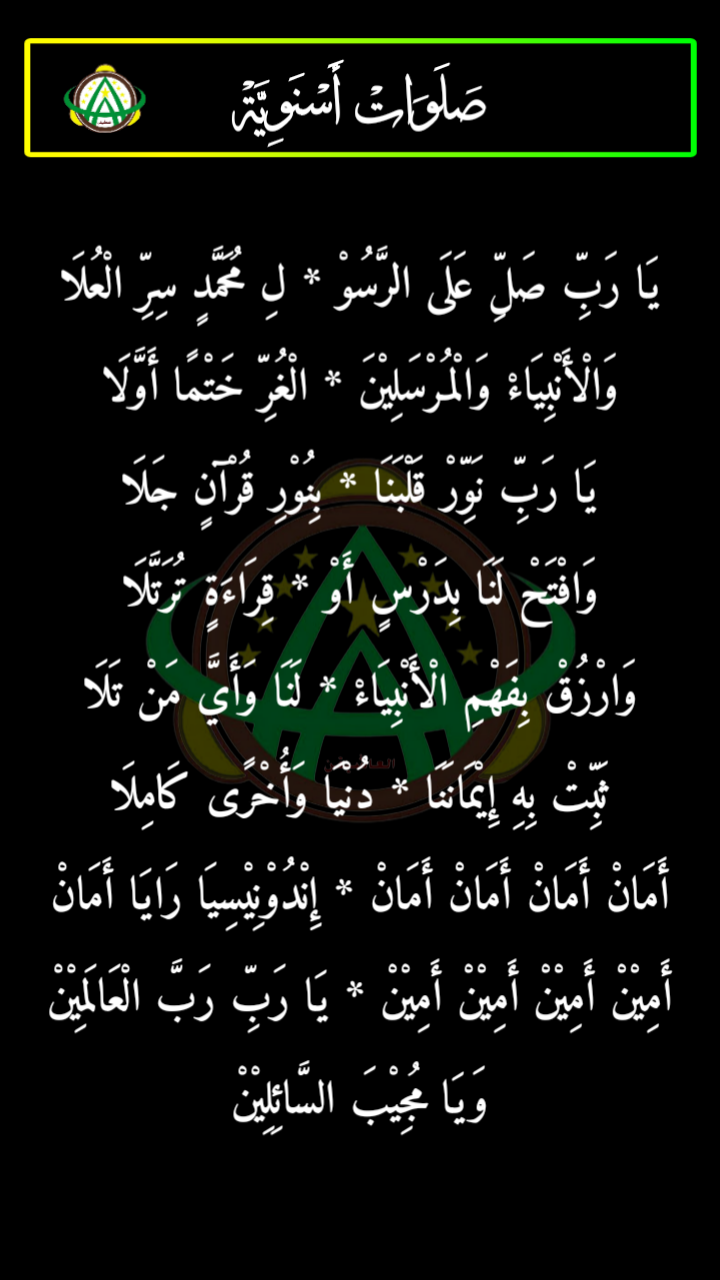 صَلَوَاتْ أَسْنَوِيَّةْ
يَا رَبِّ صَلِّ عَلَى الرَّسُوْ * لِ مُحَمَّدٍ سِرِّ الْعُلَا
وَالْأَنْبِيَاءْ وَالْمُرْسَلِيْنَ * الْغُرِّ خَتْمًا أَوَّلَا
يَا رَبِّ نَوِّرْ قَلْبَنَا * بِنُوْرِ قُرْآنٍ جَلَا
وَافْتَحْ لَنَا بِدَرْسٍ أَوْ * قِرَاءَةٍ تُرَتَّلَا
وَارْزُقْ بِفَهْمِ الْأَنْبِيَاءْ * لَنَا وَأَيَّ مَنْ تَلَا
ثَبِّتْ بِهِ إِيْمَانَنَا * دُنْيَا وَأُخْرًى كَامِلَا
أَمَانْ أَمَانْ أَمَانْ أَمَانْ * إِنْدُوْنِيْسِيَا رَايَا أَمَانْ
أَمِيْنْ أَمِيْنْ أَمِيْنْ أَمِيْنْ * يَا رَبِّ رَبَّ الْعَالَمِيْنْ
وَيَا مُجِيْبَ السَّائِلِيْنْ